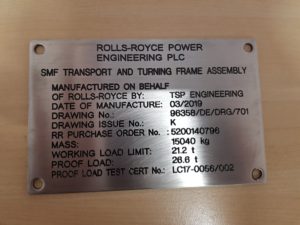 ROLLS-ROYCE POWER
ENGINEERING PLC
SMF TRANSPORT AND TURNING FRAME ASSEMBLY
MANUFACTURED ON BEHALF
OF ROLLS-ROYCE BY: TSP ENGINEERING
DATE OF MANUFACTURE: 03/2019
DRAWING No.: 96358/DE/DRG/701
DRAWING ISSUE No.: K
RR PURCHASE ORDER No. :5200140796
MASS: 15040 kg
WORKING LOAD LIMIT: 21.2 t
PROOF LOAD: 26.6 t
PROOF LOAD TEST CERT No.: LC17-0056/002